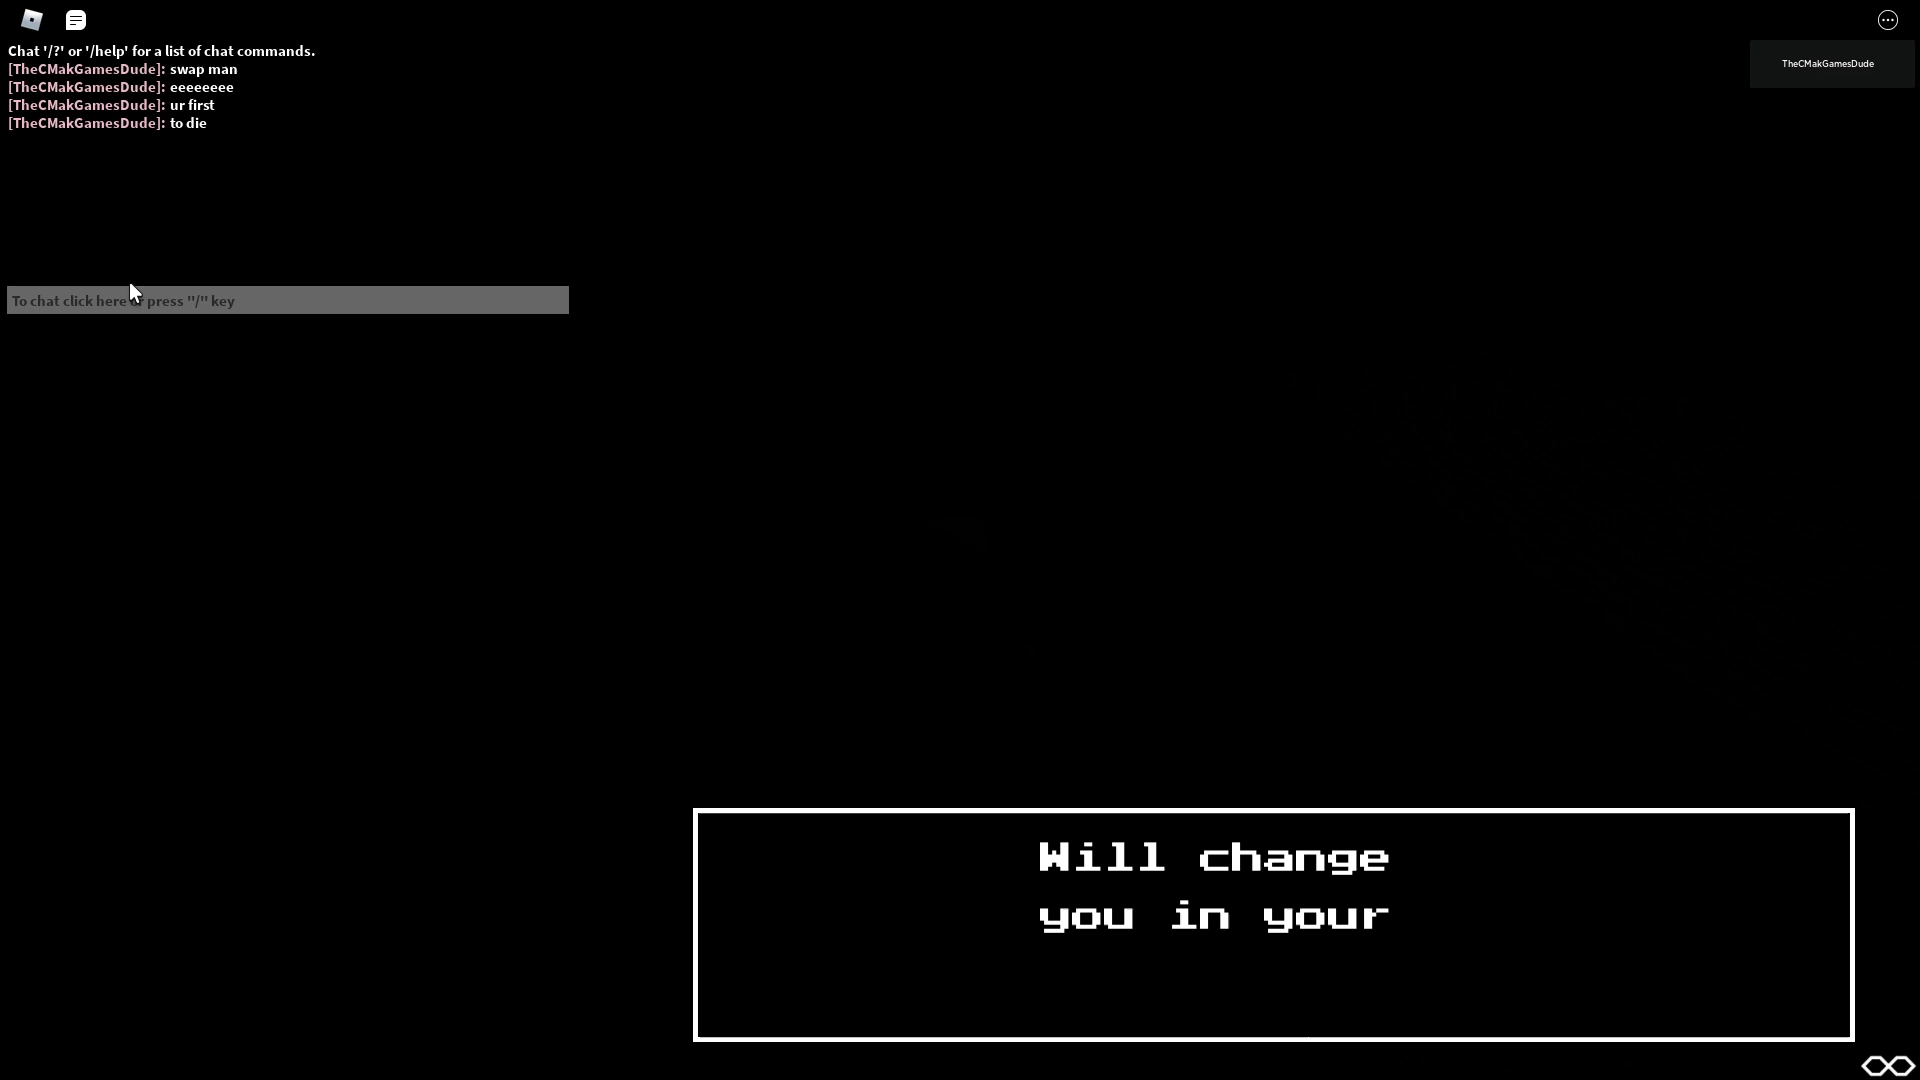 Chat '/?' or '/help' for a list of chat commands.
[TheCMakGamesDude]: swap man
[TheCMakGamesDude]: eeeeeeee
[TheCMakGamesDude]: ur first
[TheCMakGamesDude]: to die
TheCMakGamesDude
To chat click here or press "/" key
Will change
you in your